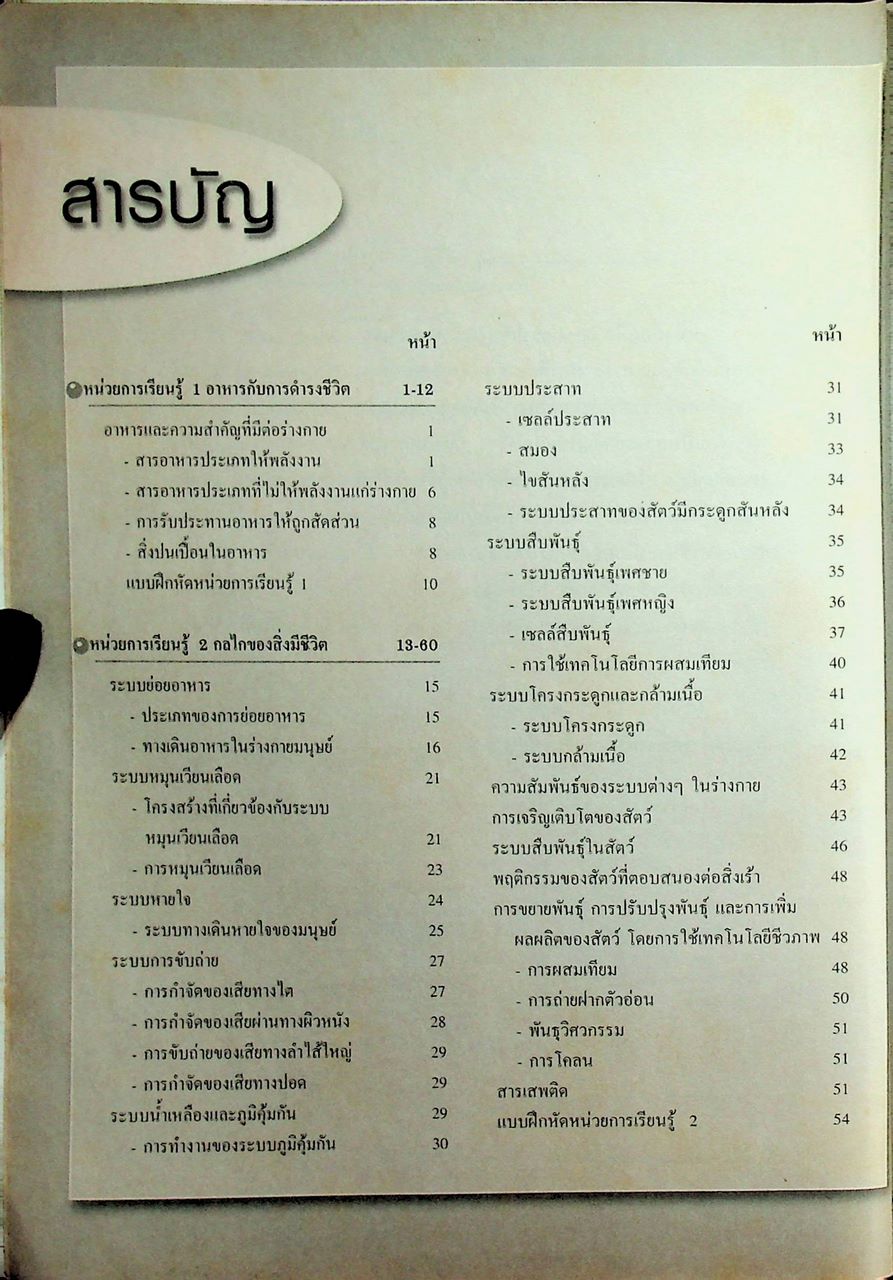 สารบัญ
หน้า
หน่วยการเรียนรู้ 1 อาหารกับการดำรงชีวิต 1-12
อาหารและความสำคัญที่มีต่อร่างกาย 1
- สารอาหารประเภทให้พลังงาน 1
- สารอาหารประเภทที่ไม่ให้พลังงานแก่ร่างกาย 6
- การรับประทานอาหารให้ถูกสัดส่วน 8
- สิ่งปนเปื้อนในอาหาร 8
แบบฝึกหัดหน่วยการเรียนรู้ 1 10
หน่วยการเรียนรู้ 2 กลไกของสิ่งมีชีวิต 13-60
ระบบย่อยอาหาร 15
- ประเภทของการย่อยอาหาร 15
- ทางเดินอาหารในร่างกายมนุษย์ 16
ระบบหมุนเวียนเลือด 21
- โครงสร้างที่เกี่ยวข้องกับระบบ
หมุนเวียนเลือด 21
- การหมุนเวียนเลือด 23
ระบบหายใจ 24
- ระบบทางเดินหายใจของมนุษย์ 25
ระบบการขับถ่าย 27
- การกำจัดของเสียทางไต 27
- การกำจัดของเสียผ่านทางผิวหนัง 28
- การขับถ่ายของเสียทางลำไส้ใหญ่ 29
- การกำจัดของเสียทางปอด 29
ระบบน้ำเหลืองและภูมิคุ้มกัน 29
- การทำงานของระบบภูมิคุ้มกัน 30
หน้า
ระบบประสาท 31
- เซลล์ประสาท 31
- สมอง 33
- ไขสันหลัง 34
- ระบบประสาทของสัตว์มีกระดูกสันหลัง 34
ระบบสืบพันธุ์ 35
- ระบบสืบพันธุ์เพศชาย 35
- ระบบสืบพันธุ์เพศหญิง 36
- เซลล์สืบพันธุ์ 37
- การใช้เทคโนโลยีการผสมเทียม 40
ระบบโครงกระดูกและกล้ามเนื้อ 41
- ระบบโครงกระดูก 41
- ระบบกล้ามเนื้อ 42
ความสัมพันธ์ของระบบต่างๆ ในร่างกาย 43
การเจริญเติบโตของสัตว์ 43
ระบบสืบพันธุ์ในสัตว์ 46
พฤติกรรมของสัตว์ที่ตอบสนองต่อสิ่งเร้า 48
การขยายพันธุ์ การปรับปรุงพันธุ์ และการเพิ่ม
ผลผลิตของสัตว์ โดยการใช้เทคโนโลยีชีวภาพ 48
- การผสมเทียม 48
- การถ่ายฝากตัวอ่อน 50
- พันธุวิศวกรรม 51
- การโคลน 51
สารเสพติด 51
แบบฝึกหัดหน่วยการเรียนรู้ 2 54